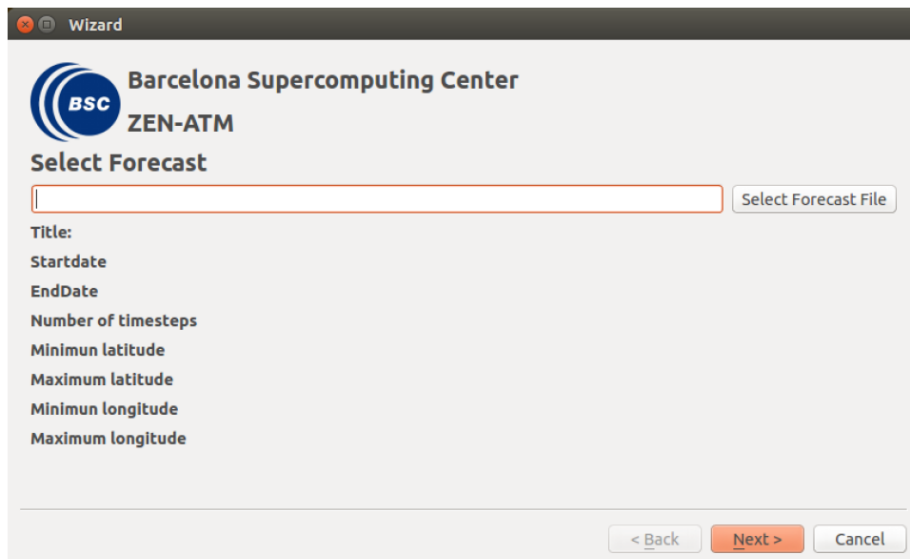 Wizard
BSC
Barcelona Supercomputing Center
ZEN-ATM
Select Forecast
Select Forecast File
Title:
Startdate
EndDate
Number of timesteps
Minimun latitude
Maximum latitude
Minimun longitude
Maximum longitude
< Back Next > Cancel